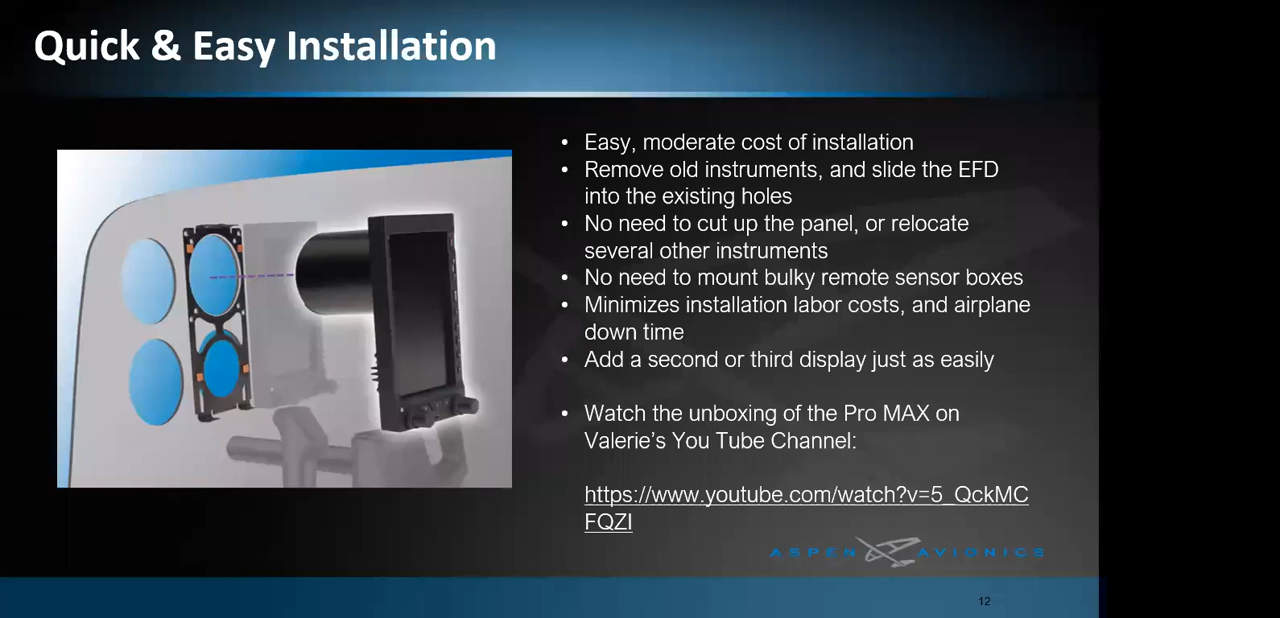 Quick & Easy Installation
• Easy, moderate cost of installation
• Remove old instruments, and slide the EFD
into the existing holes
• No need to cut up the panel, or relocate
several other instruments
• No need to mount bulky remote sensor boxes
• Minimizes installation labor costs, and airplane
down time
• Add a second or third display just as easily
• Watch the unboxing of the Pro MAX on
Valerie’s You Tube Channel:
https://www.youtube.com/watch?v=5_QckMC
FQZI
ASPEN AVIONICS
12